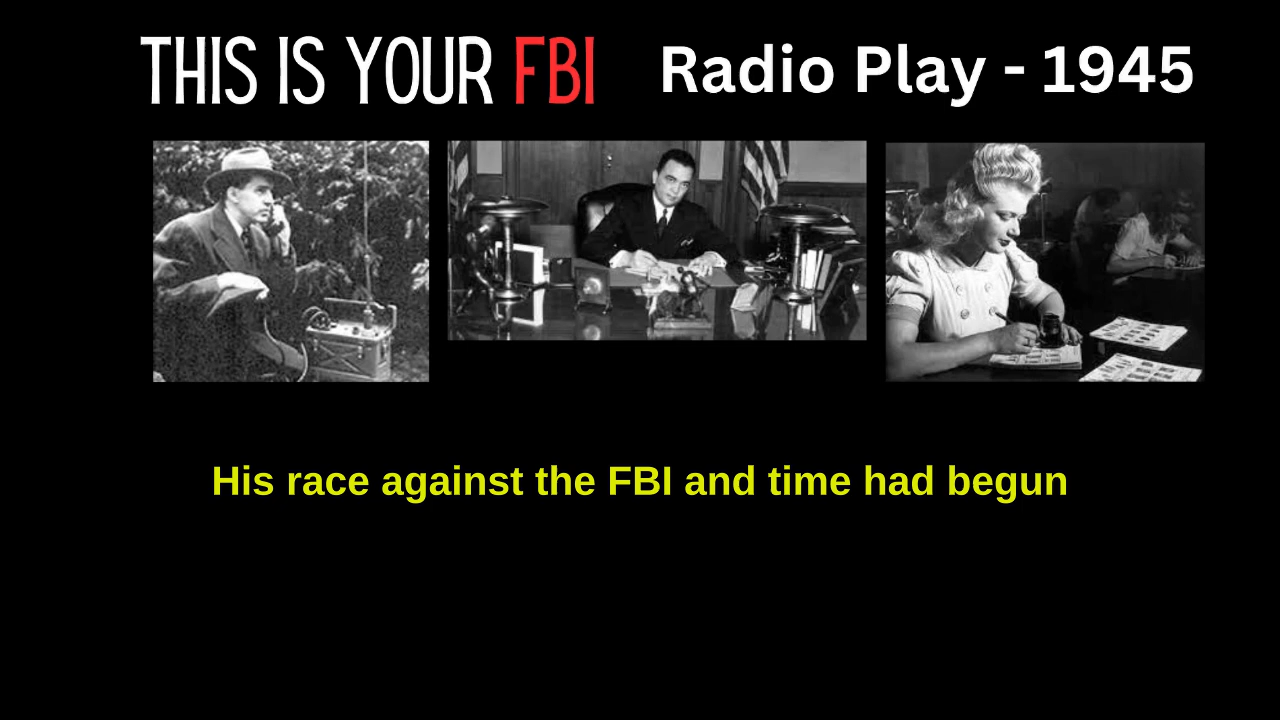 THIS IS YOUR FBI
Radio Play - 1945
His race against the FBI and time had begun